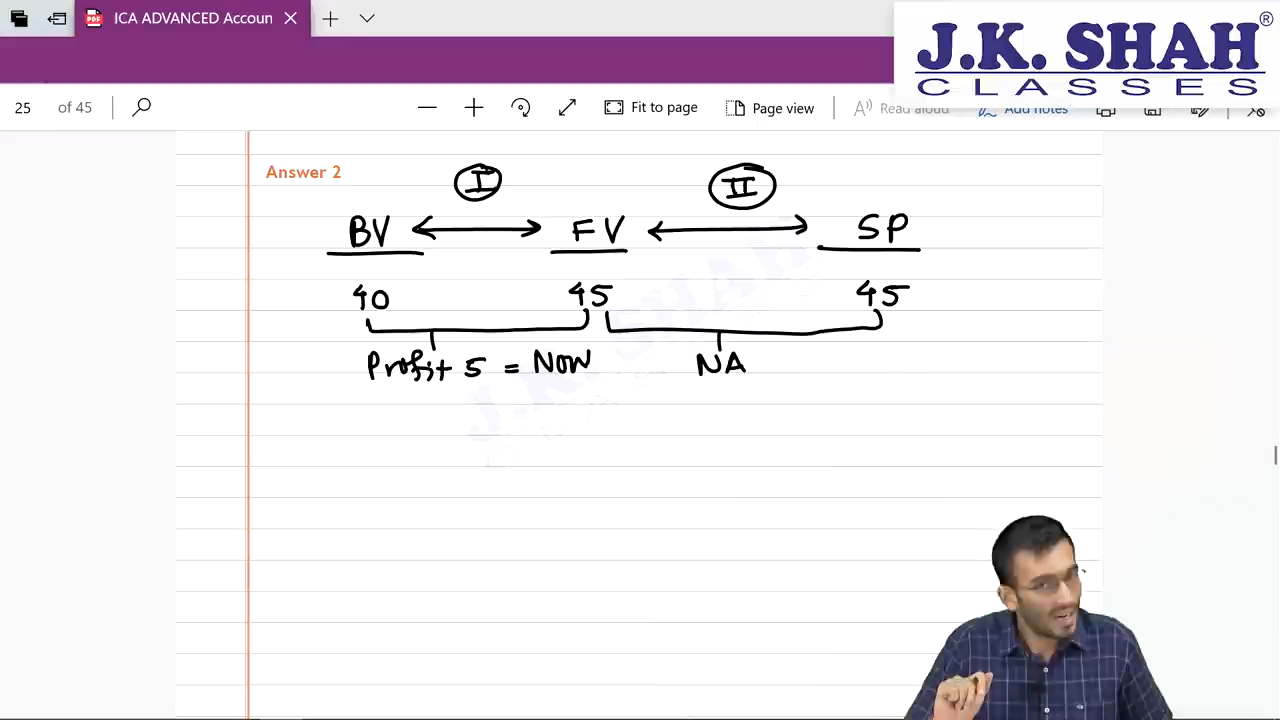 ICA ADVANCED Accoun
J.K. SHAH®
CLASSES
25 of 45
Fit to page
Page view
Read aloud
Add notes
Answer 2
I II
BV FV SP
40 45 45
Profit 5 = Now NA
J.K. SHAH